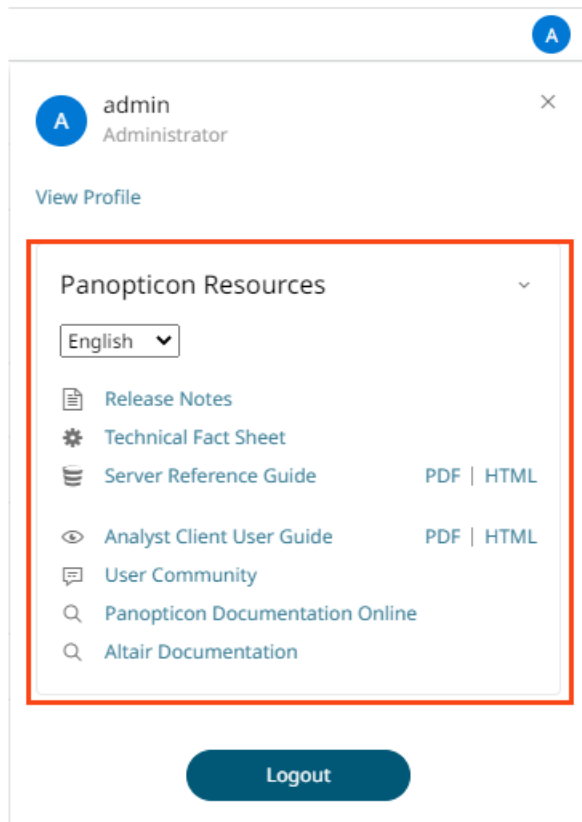 A
A
admin
Administrator
View Profile
Panopticon Resources
English
Release Notes
Technical Fact Sheet
Server Reference Guide PDF | HTML
Analyst Client User Guide PDF | HTML
User Community
Panopticon Documentation Online
Altair Documentation
Logout